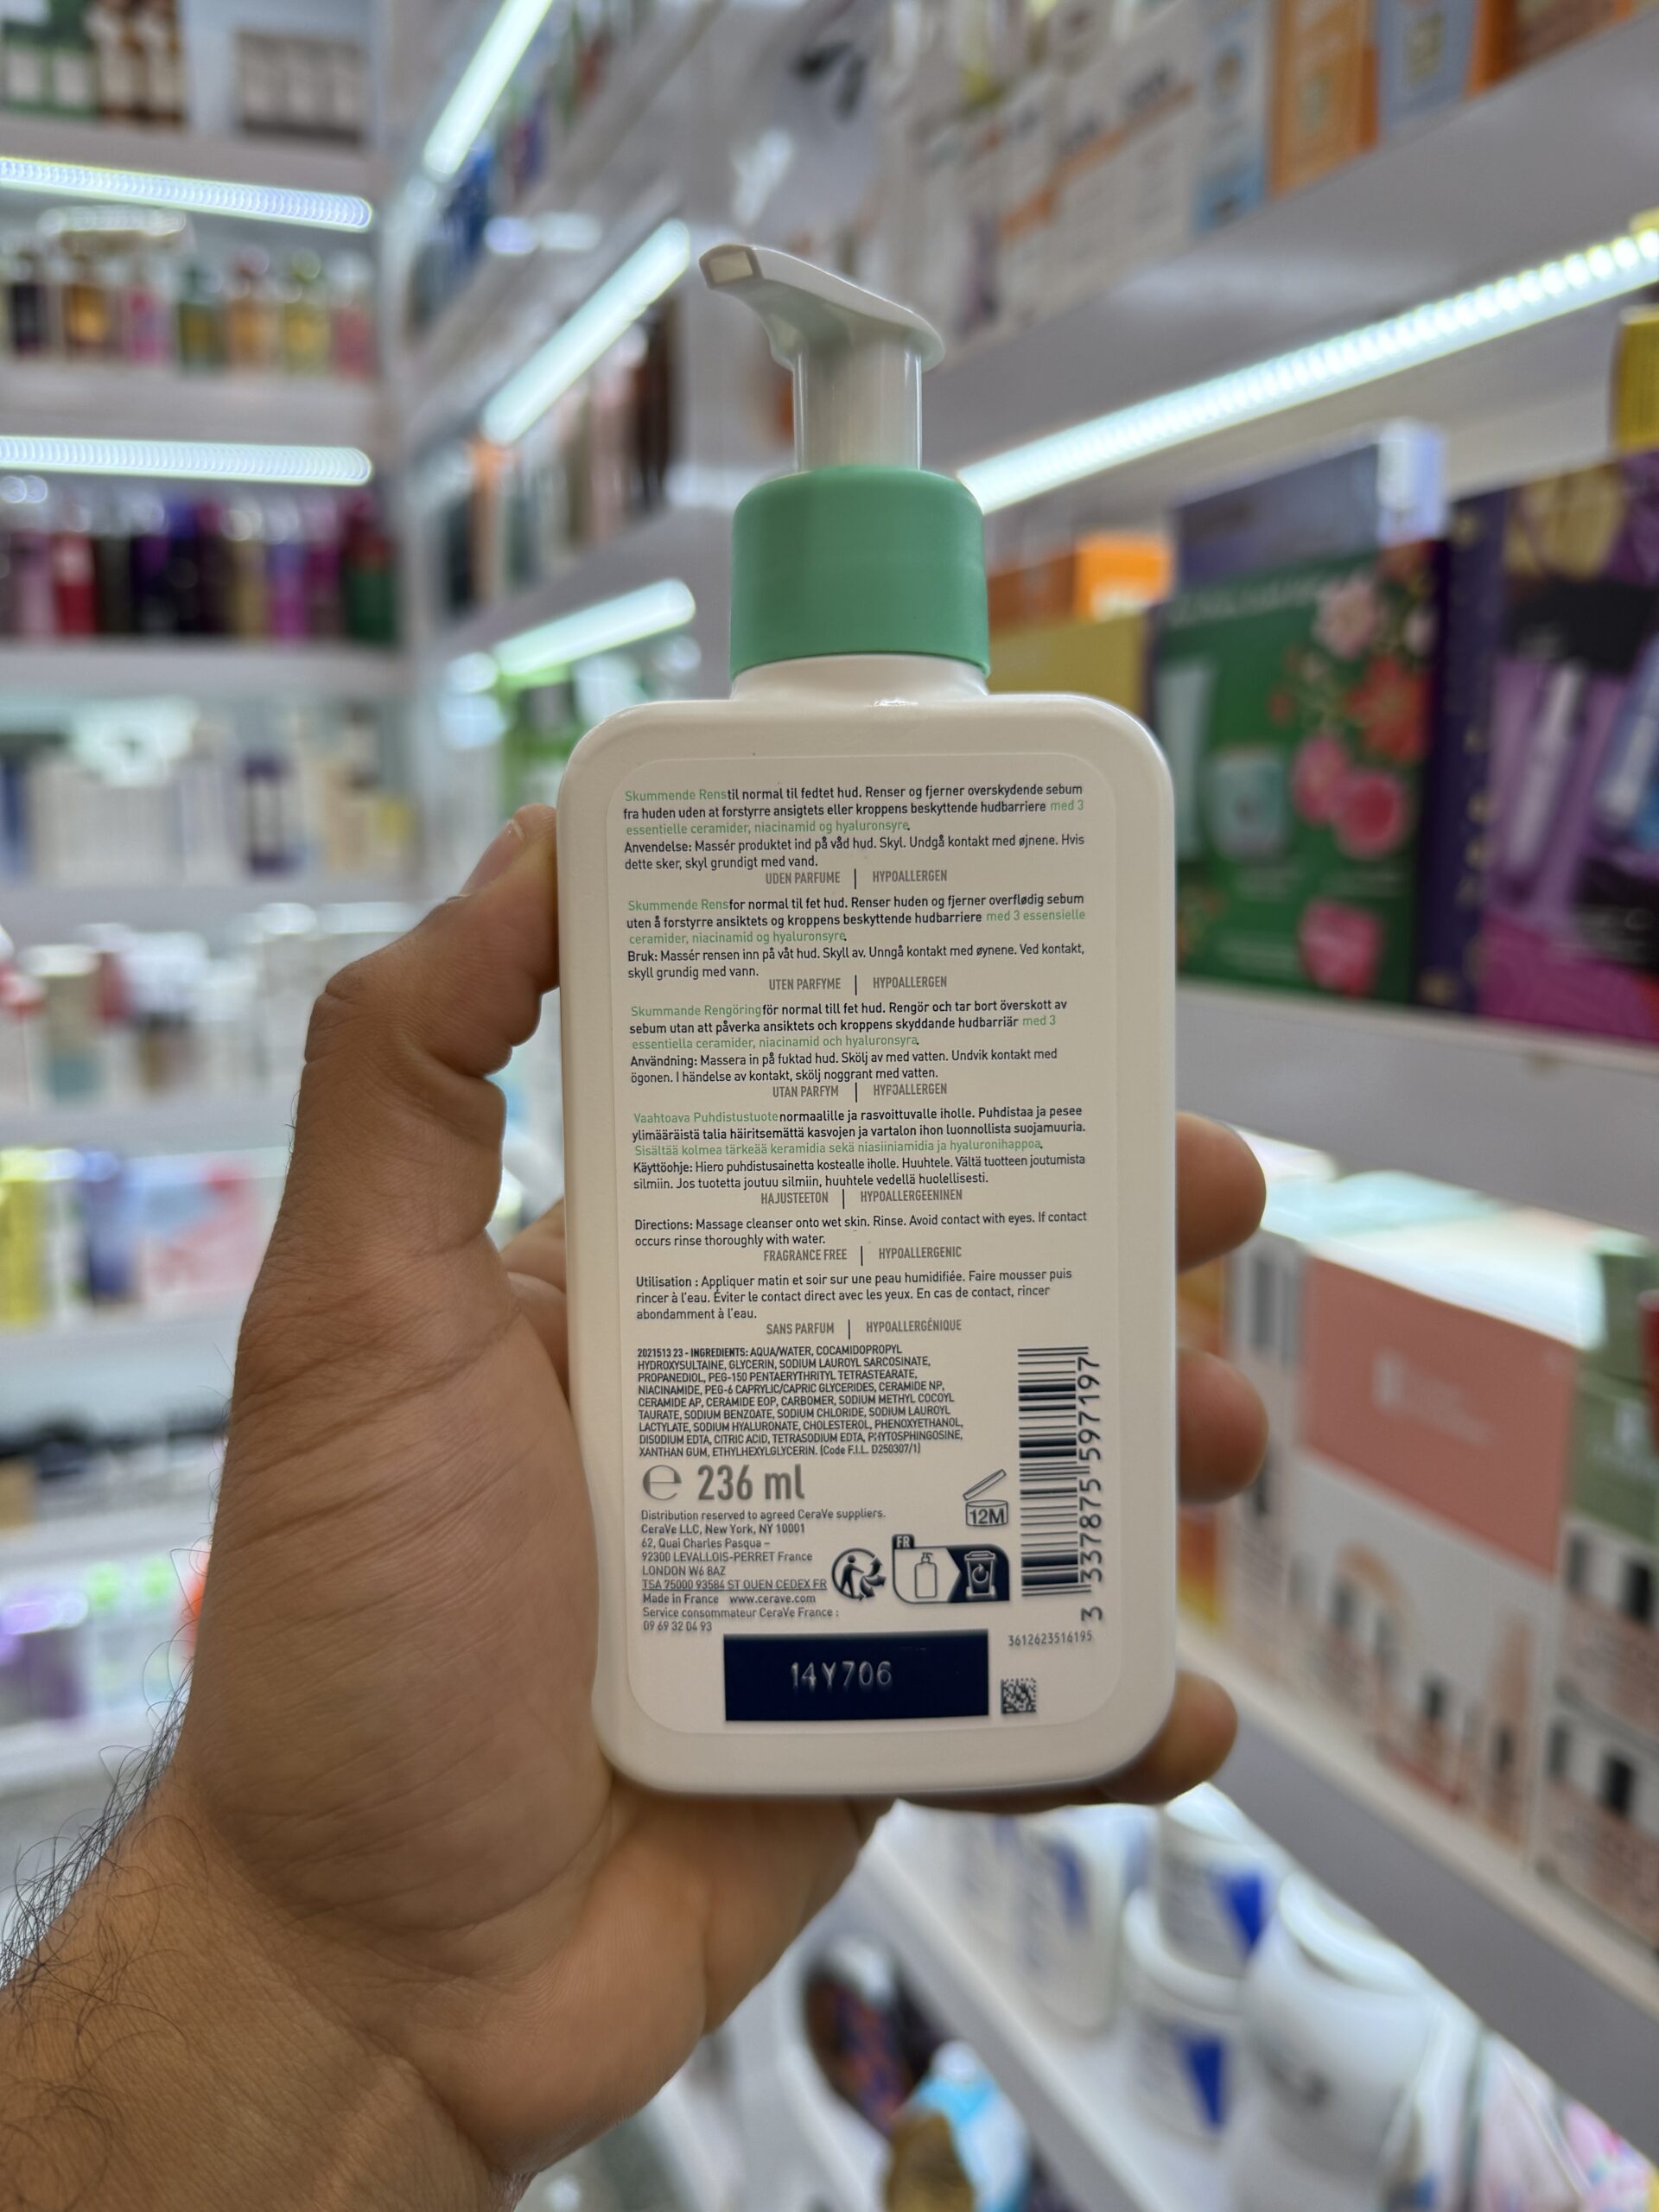 Skummende Rens til normal til fedtet hud. Renser og fjerner overskydende sebum
fra huden uden at forstyrre ansigtets eller kroppens beskyttende hudbarriere med 3
essentielle ceramider, niacinamid og hyaluronsyre.
Anvendelse: Massér produktet ind på våd hud. Skyl. Undgå kontakt med øjnene. Hvis
dette sker, skyl grundigt med vand.
UDEN PARFUME | HYPOALLERGEN
Skummende Rens for normal til fet hud. Renser huden og fjerner overflødig sebum
uten å forstyrre ansiktets og kroppens beskyttende hudbarriere med 3 essensielle
ceramider, niacinamid og hyaluronsyre.
Bruk: Massér rensen inn på våt hud. Skyll av. Unngå kontakt med øynene. Ved kontakt,
skyll grundig med vann.
UTEN PARFYME | HYPOALLERGEN
Skummande Rengöring för normal till fet hud. Rengör och tar bort överskott av
sebum utan att påverka ansiktets och kroppens skyddande hudbarriär med 3
essentiella ceramider, niacinamid och hyaluronsyra.
Användning: Massera in på fuktad hud. Skölj av med vatten. Undvik kontakt med
ögonen. I händelse av kontakt, skölj noggrant med vatten.
UTAN PARFYM | HYPOALLERGEN
Vaahtoava Puhdistustuote normaalille ja rasvoittuvalle iholle. Puhdistaa ja pesee
ylimääräistä talia häiritsemättä kasvojen ja vartalon ihon luonnollista suojamuuria.
Sisältää kolmea tärkeää keramidia sekä niasiiniamidia ja hyaluronihappoa.
Käyttöohje: Hiero puhdistusainetta kostealle iholle. Huuhtele. Vältä tuotteen joutumista
silmiin. Jos tuotetta joutuu silmiin, huuhtele vedellä huolellisesti.
HAJUSTEETON | HYPOALLERGEENINEN
Directions: Massage cleanser onto wet skin. Rinse. Avoid contact with eyes. If contact
occurs rinse thoroughly with water.
FRAGRANCE FREE | HYPOALLERGENIC
Utilisation : Appliquer matin et soir sur une peau humidifiée. Faire mousser puis
rincer à l'eau. Éviter le contact direct avec les yeux. En cas de contact, rincer
abondamment à l'eau.
SANS PARFUM | HYPOALLERGÉNIQUE
2021513 23 - INGREDIENTS: AQUA/WATER, COCAMIDOPROPYL
HYDROXYSULTAINE, GLYCERIN, SODIUM LAUROYL SARCOSINATE,
PROPANEDIOL, PEG-150 PENTAERYTHRITYL TETRASTEARATE,
NIACINAMIDE, PEG-6 CAPRYLIC/CAPRIC GLYCERIDES, CERAMIDE NP,
CERAMIDE AP, CERAMIDE EOP, CARBOMER, SODIUM METHYL COCOYL
TAURATE, SODIUM BENZOATE, SODIUM CHLORIDE, SODIUM LAUROYL
LACTYLATE, SODIUM HYALURONATE, CHOLESTEROL, PHENOXYETHANOL,
DISODIUM EDTA, CITRIC ACID, TETRASODIUM EDTA, PHYTOSPHINGOSINE,
XANTHAN GUM, ETHYLHEXYLGLYCERIN. (Code F.I.L. D250307/1)
℮ 236 ml
Distribution reserved to agreed CeraVe suppliers.
CeraVe LLC, New York, NY 10001
62, Quai Charles Pasqua –
92300 LEVALLOIS-PERRET France
LONDON W6 8AZ
TSA 75000 93584 ST OUEN CEDEX FR
Made in France www.cerave.com
Service consommateur CeraVe France :
09 69 32 04 93
12M
FR
3 337875 597197
3612623516195
14Y706